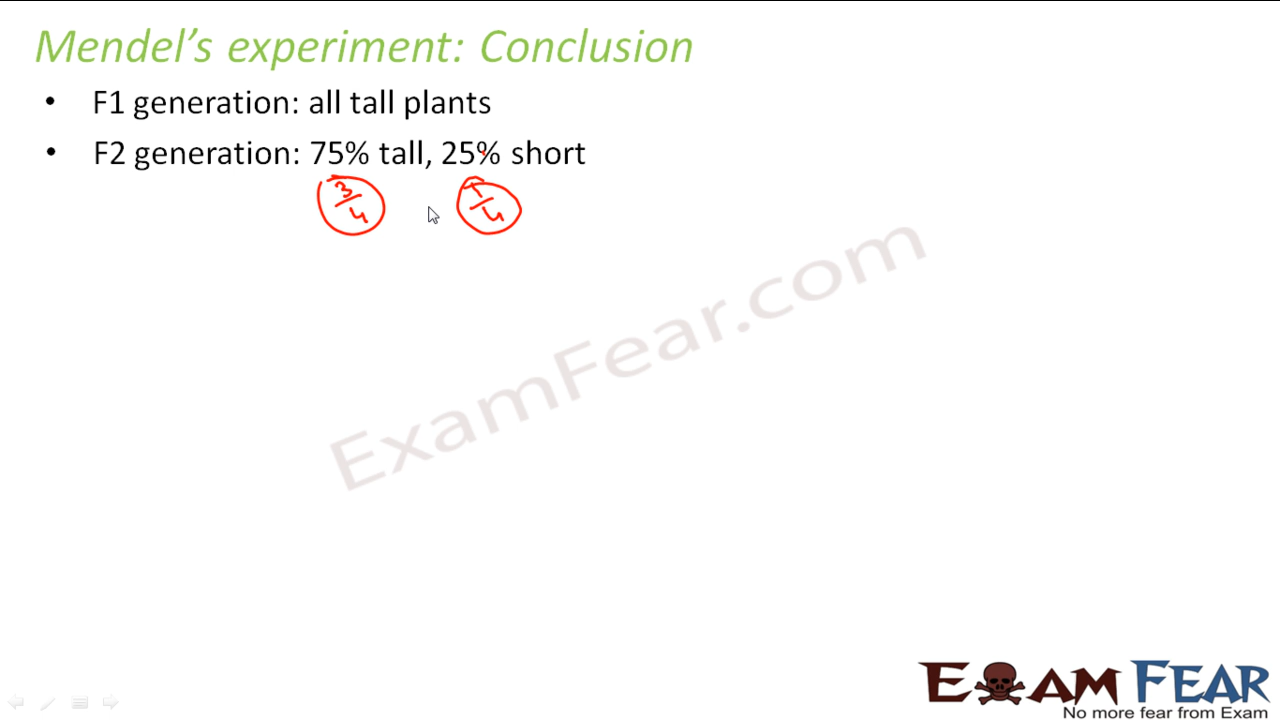 Mendel's experiment: Conclusion
• F1 generation: all tall plants
• F2 generation: 75% tall, 25% short
3/4 1/4
ExamFear.com
EXAM FEAR
No more fear from Exam